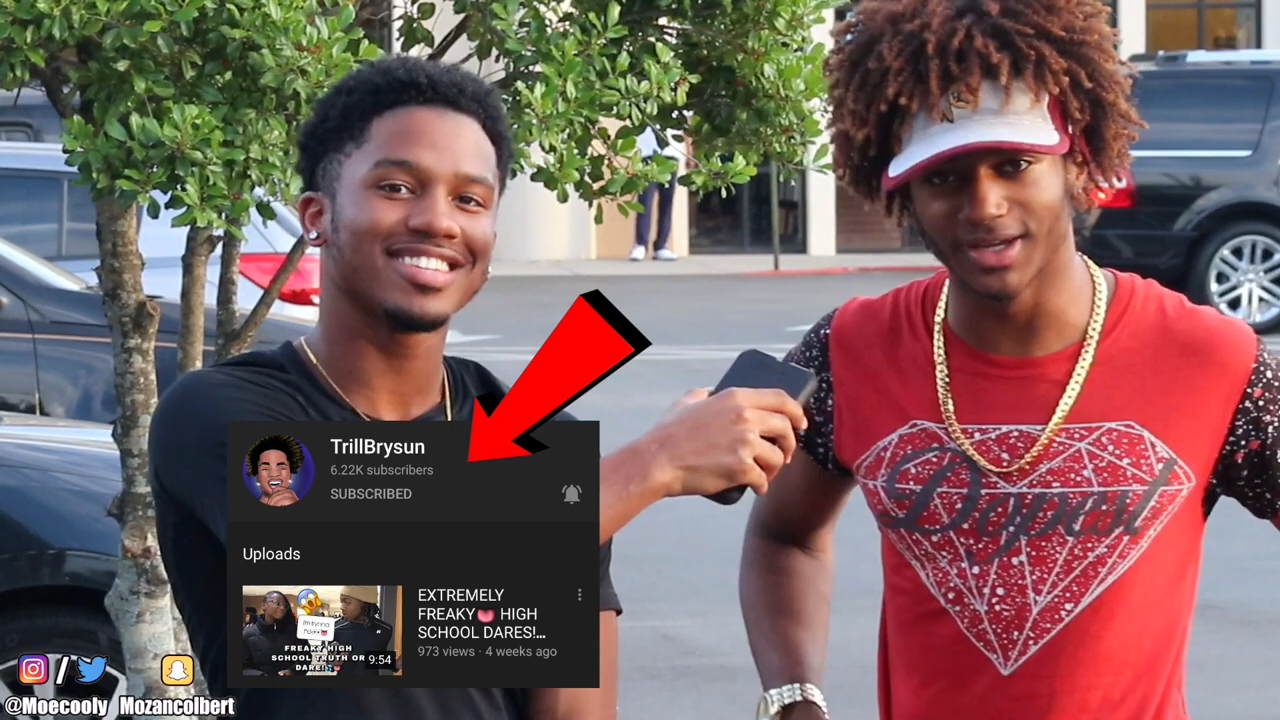 Dopest
TrillBrysun
6.22K subscribers
SUBSCRIBED
Uploads
EXTREMELY
FREAKY👅 HIGH
SCHOOL DARES!...
973 views · 4 weeks ago
FREAKY HIGH
SCHOOL TRUTH OR
DARE!
9:54
@Moecooly Mozancolbert